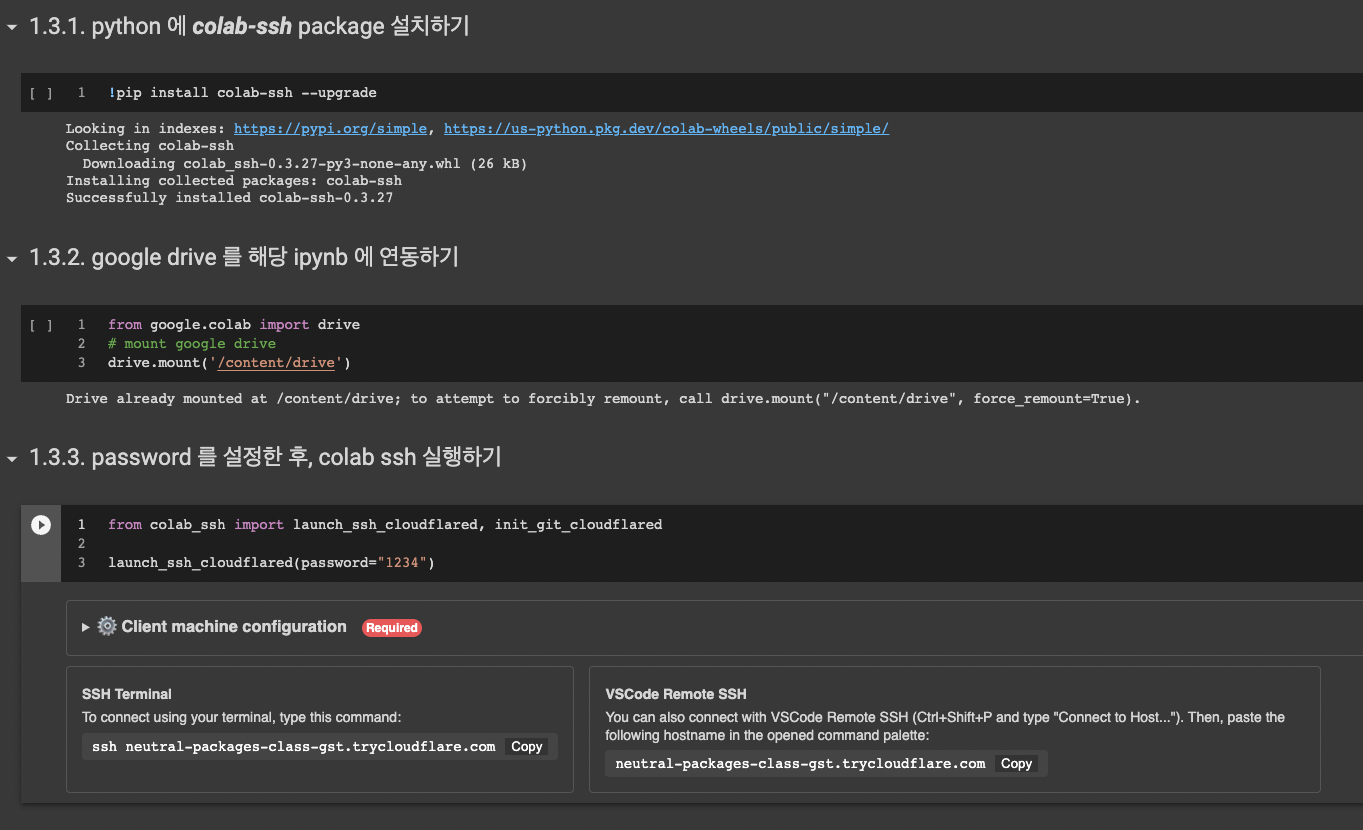 1.3.1. python 에 colab-ssh package 설치하기
[ ] 1 !pip install colab-ssh --upgrade
Looking in indexes: https://pypi.org/simple, https://us-python.pkg.dev/colab-wheels/public/simple/
Collecting colab-ssh
  Downloading colab_ssh-0.3.27-py3-none-any.whl (26 kB)
Installing collected packages: colab-ssh
Successfully installed colab-ssh-0.3.27
1.3.2. google drive 를 해당 ipynb 에 연동하기
[ ] 1 from google.colab import drive
2 # mount google drive
3 drive.mount('/content/drive')
Drive already mounted at /content/drive; to attempt to forcibly remount, call drive.mount("/content/drive", force_remount=True).
1.3.3. password 를 설정한 후, colab ssh 실행하기
1 from colab_ssh import launch_ssh_cloudflared, init_git_cloudflared
2
3 launch_ssh_cloudflared(password="1234")
Client machine configuration Required
SSH Terminal
To connect using your terminal, type this command:
ssh neutral-packages-class-gst.trycloudflare.com Copy
VSCode Remote SSH
You can also connect with VSCode Remote SSH (Ctrl+Shift+P and type "Connect to Host..."). Then, paste the
following hostname in the opened command palette:
neutral-packages-class-gst.trycloudflare.com Copy